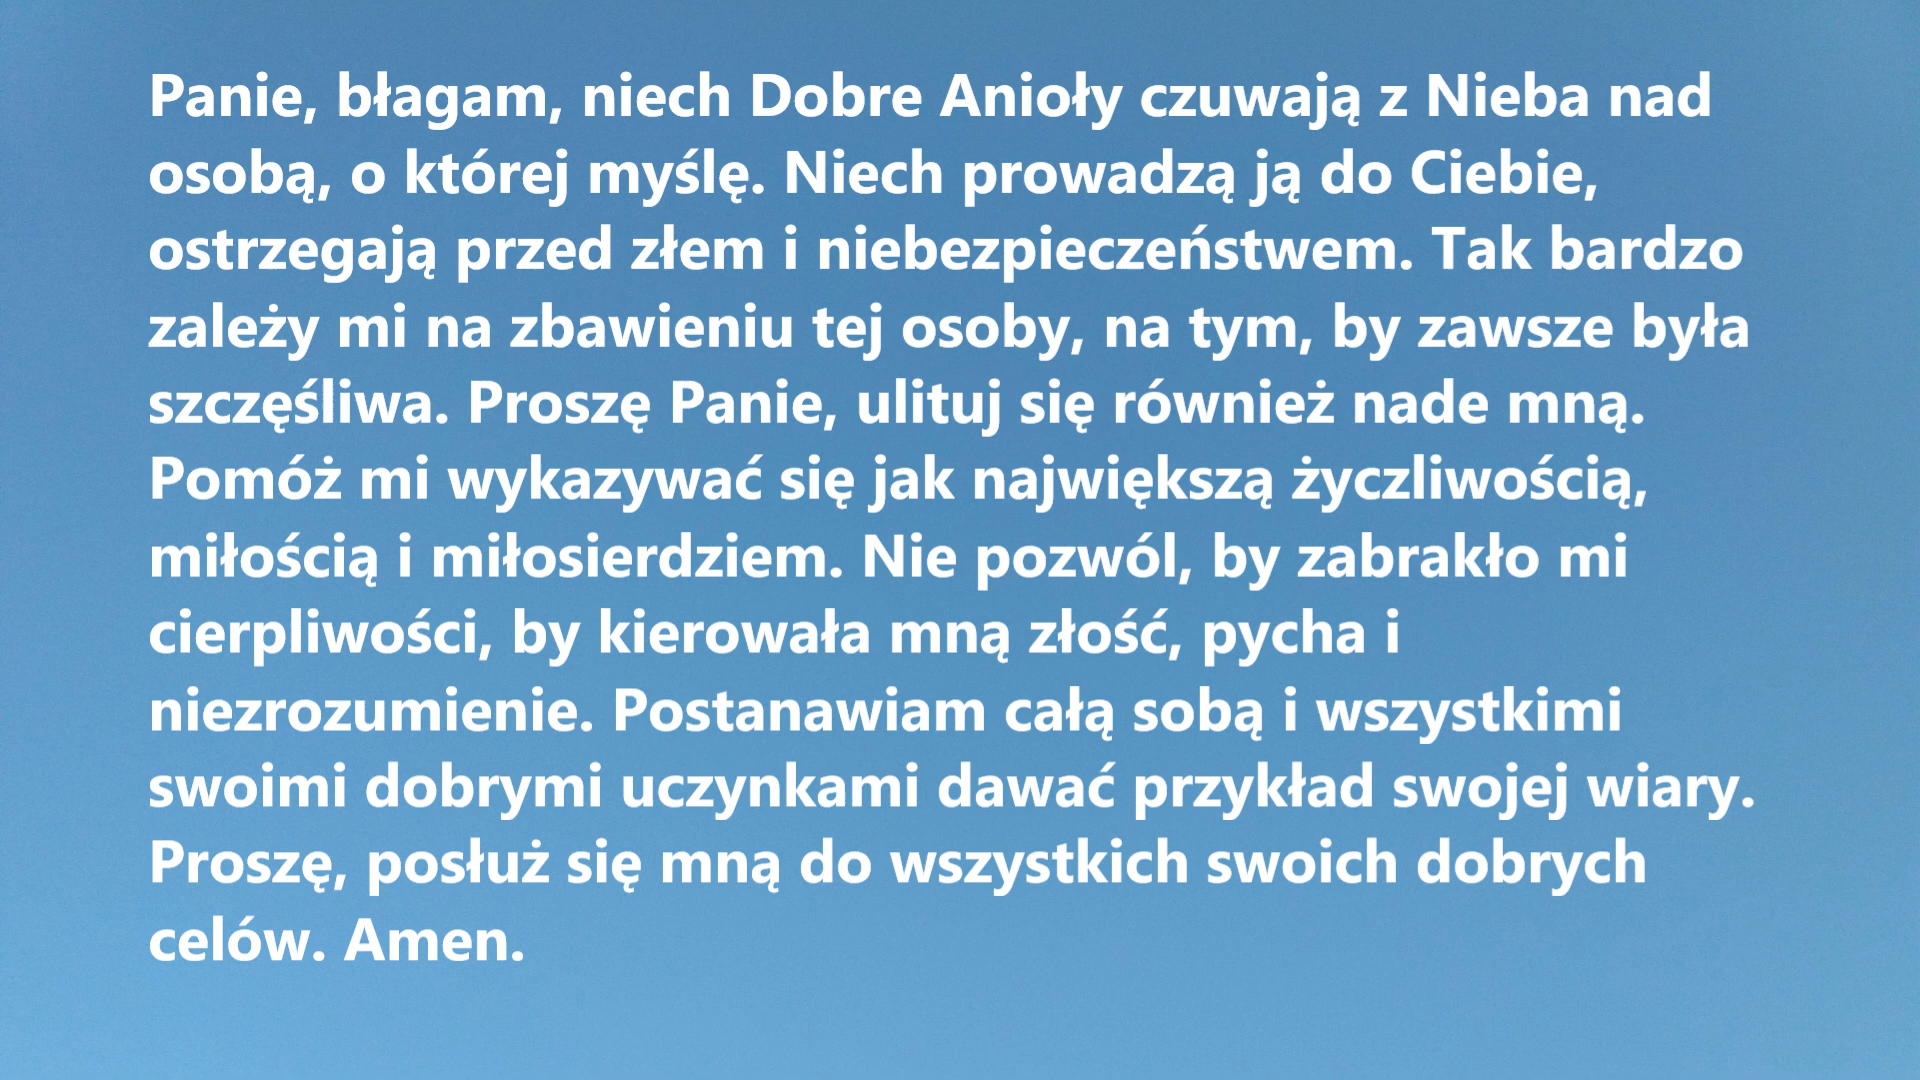 Panie, błagam, niech Dobre Anioły czuwają z Nieba nad
osobą, o której myślę. Niech prowadzą ją do Ciebie,
ostrzegają przed złem i niebezpieczeństwem. Tak bardzo
zależy mi na zbawieniu tej osoby, na tym, by zawsze była
szczęśliwa. Proszę Panie, ulituj się również nade mną.
Pomóż mi wykazywać się jak największą życzliwością,
miłością i miłosierdziem. Nie pozwól, by zabrakło mi
cierpliwości, by kierowała mną złość, pycha i
niezrozumienie. Postanawiam całą sobą i wszystkimi
swoimi dobrymi uczynkami dawać przykład swojej wiary.
Proszę, posłuż się mną do wszystkich swoich dobrych
celów. Amen.